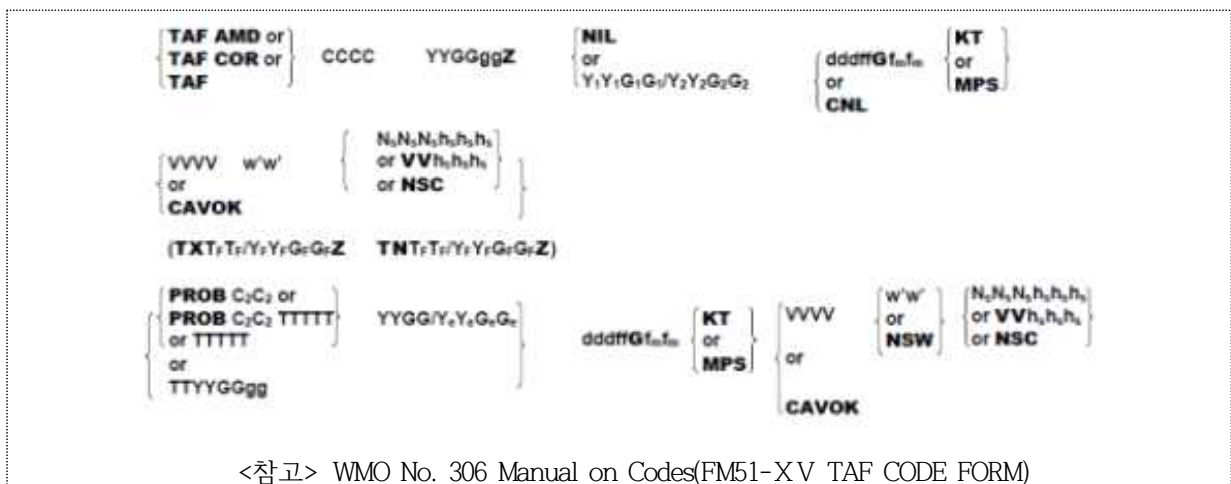 TAF AMD or
TAF COR or
TAF
CCCC
YYGGggZ
NIL
or
Y₁Y₁G₁G₁/Y₂Y₂G₂G₂
dddffGfₘfₘ
or
CNL
KT
or
MPS
VVVV w'w'
or
CAVOK
NₛNₛNₛhₛhₛhₛ
or VVhₛhₛhₛ
or NSC
(TXTFTF/YFYFGFGFZ TNTFTF/YFYFGFGFZ)
PROB C₂C₂ or
PROB C₂C₂ TTTTT
or TTTTT
or
TTYYGGgg
YYGG/YₑYₑGₑGₑ
dddffGfₘfₘ
KT
or
MPS
VVVV
or
CAVOK
w'w'
or
NSW
NₛNₛNₛhₛhₛhₛ
or VVhₛhₛhₛ
or NSC
<참고> WMO No. 306 Manual on Codes(FM51-XV TAF CODE FORM)